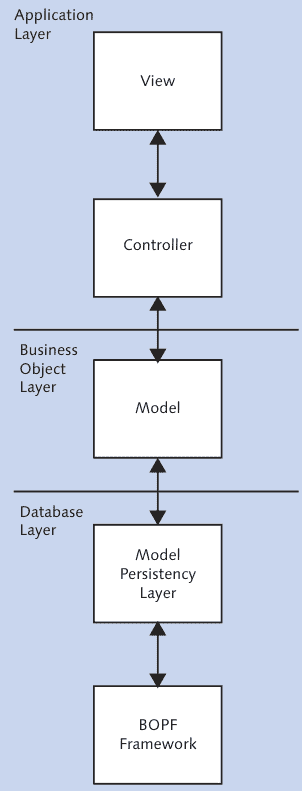 Application
Layer
View
Controller
Business
Object
Layer
Model
Database
Layer
Model
Persistency
Layer
BOPF
Framework